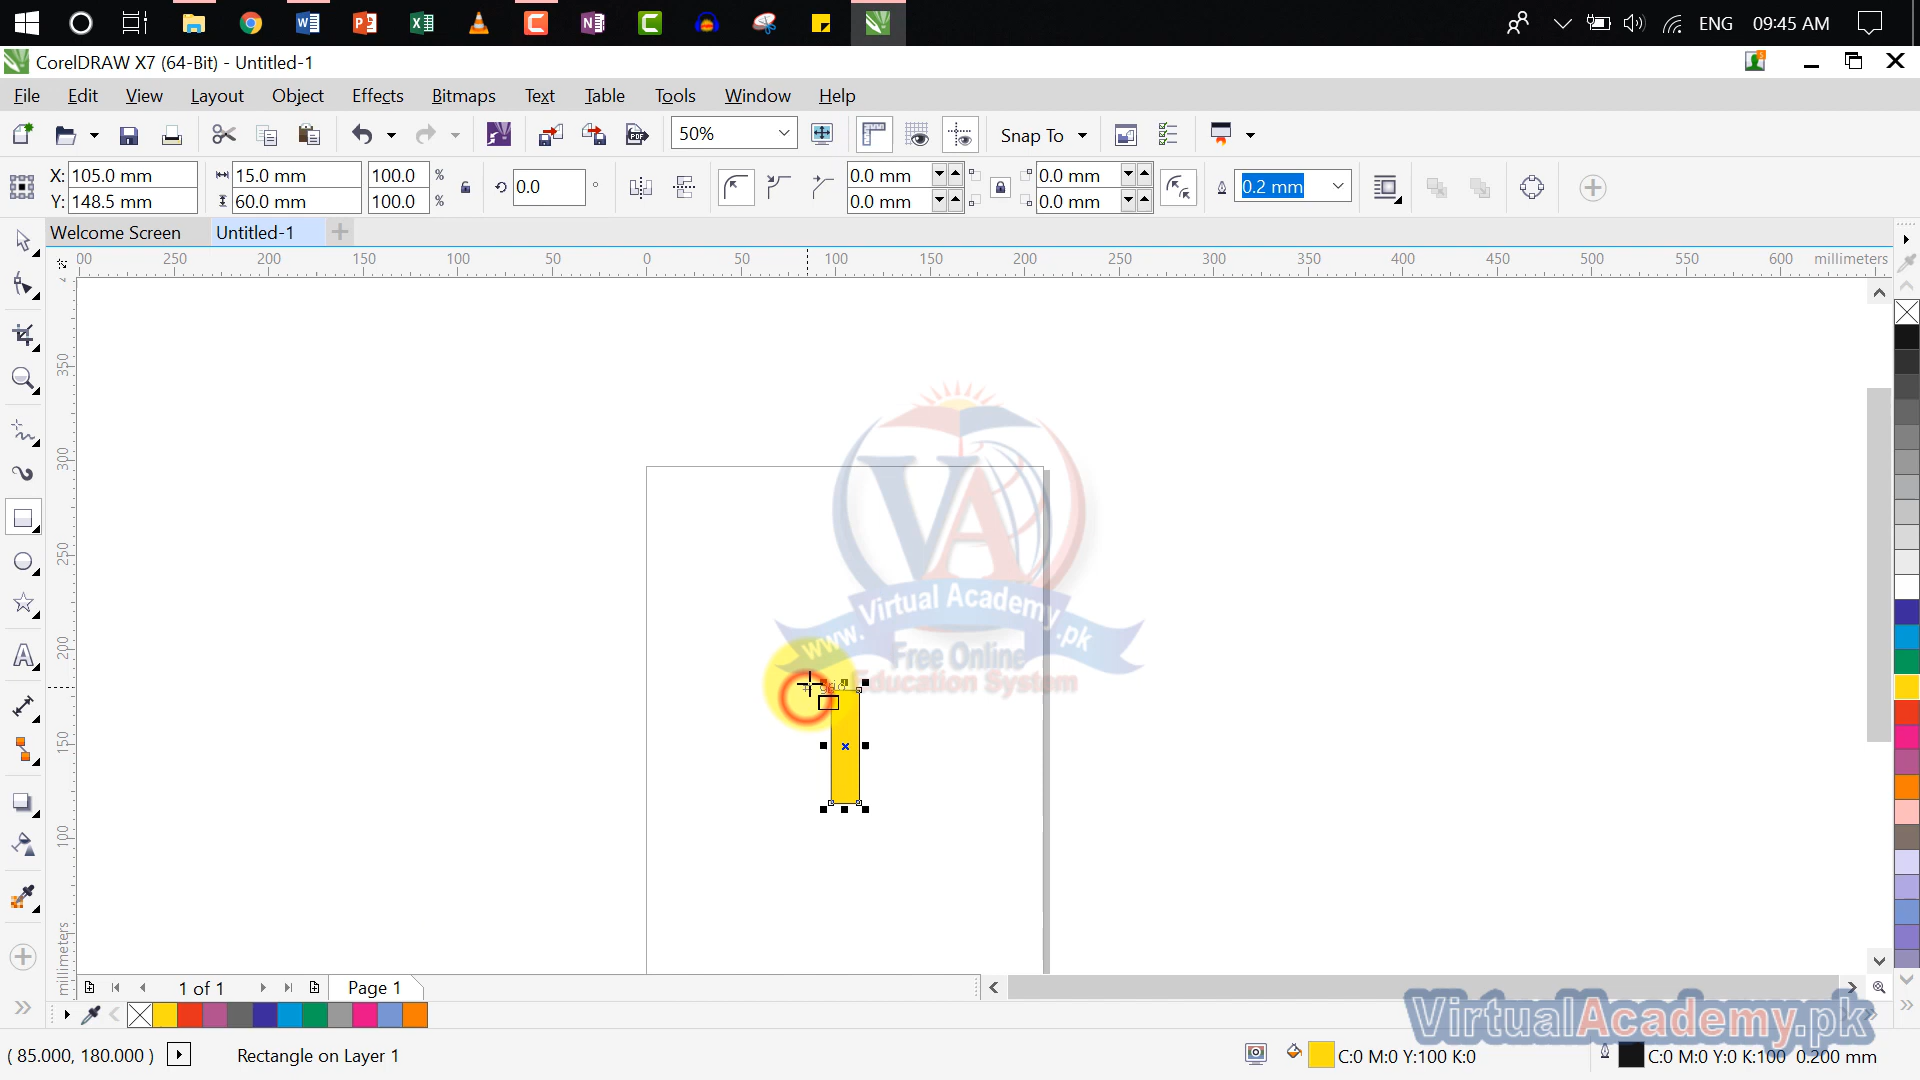 ENG 09:45 AM
CorelDRAW X7 (64-Bit) - Untitled-1
File Edit View Layout Object Effects Bitmaps Text Table Tools Window Help
50% Snap To
X: 105.0 mm 15.0 mm 100.0 % 0.0 ° 0.0 mm 0.0 mm 0.2 mm
Y: 148.5 mm 60.0 mm 100.0 % 0.0 mm 0.0 mm
Welcome Screen Untitled-1
00 250 200 150 100 50 0 50 100 150 200 250 300 350 400 450 500 550 600 millimeters
350
300
250
200
150
100
millimeters
VA
www.Virtual Academy.pk
Free Online
Education System
1 of 1 Page 1
VirtualAcademy.pk
( 85.000, 180.000 ) Rectangle on Layer 1 C:0 M:0 Y:100 K:0 C:0 M:0 Y:0 K:100 0.200 mm